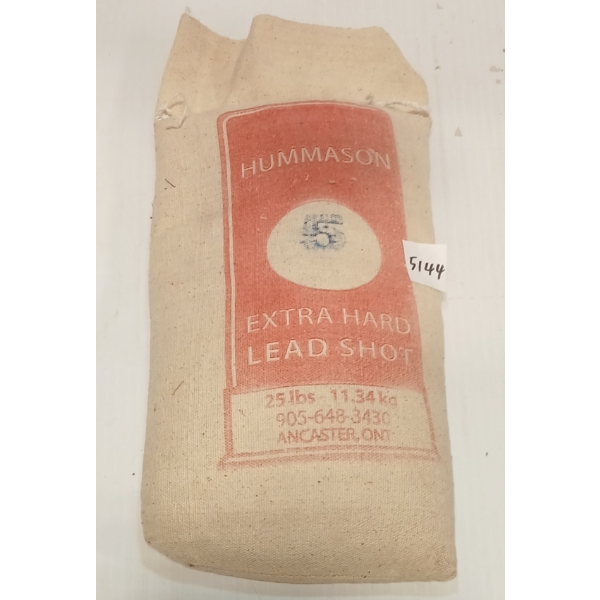 HUMMASON
5
5144
EXTRA HARD
LEAD SHOT
25 lbs 11.34 kg
905-648-3430
ANCASTER, ONT